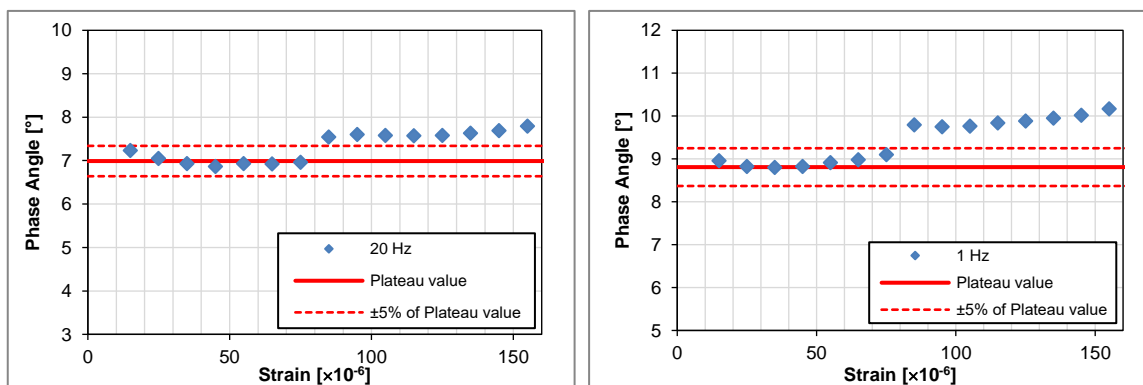 10
9
8
7
6
5
4
3
0
50
100
150
Phase Angle [°]
Strain [×10⁻⁶]
20 Hz
Plateau value
±5% of Plateau value
12
11
10
9
8
7
6
5
0
50
100
150
Phase Angle [°]
Strain [×10⁻⁶]
1 Hz
Plateau value
±5% of Plateau value